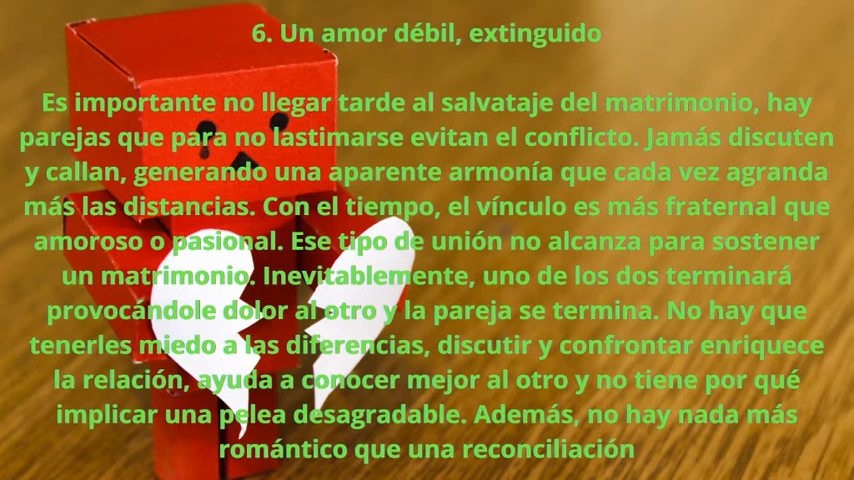 6. Un amor débil, extinguido
Es importante no llegar tarde al salvataje del matrimonio, hay
parejas que para no lastimarse evitan el conflicto. Jamás discuten
y callan, generando una aparente armonía que cada vez agranda
más las distancias. Con el tiempo, el vínculo es más fraternal que
amoroso o pasional. Ese tipo de unión no alcanza para sostener
un matrimonio. Inevitablemente, uno de los dos terminará
provocándole dolor al otro y la pareja se termina. No hay que
tenerles miedo a las diferencias, discutir y confrontar enriquece
la relación, ayuda a conocer mejor al otro y no tiene por qué
implicar una pelea desagradable. Además, no hay nada más
romántico que una reconciliación